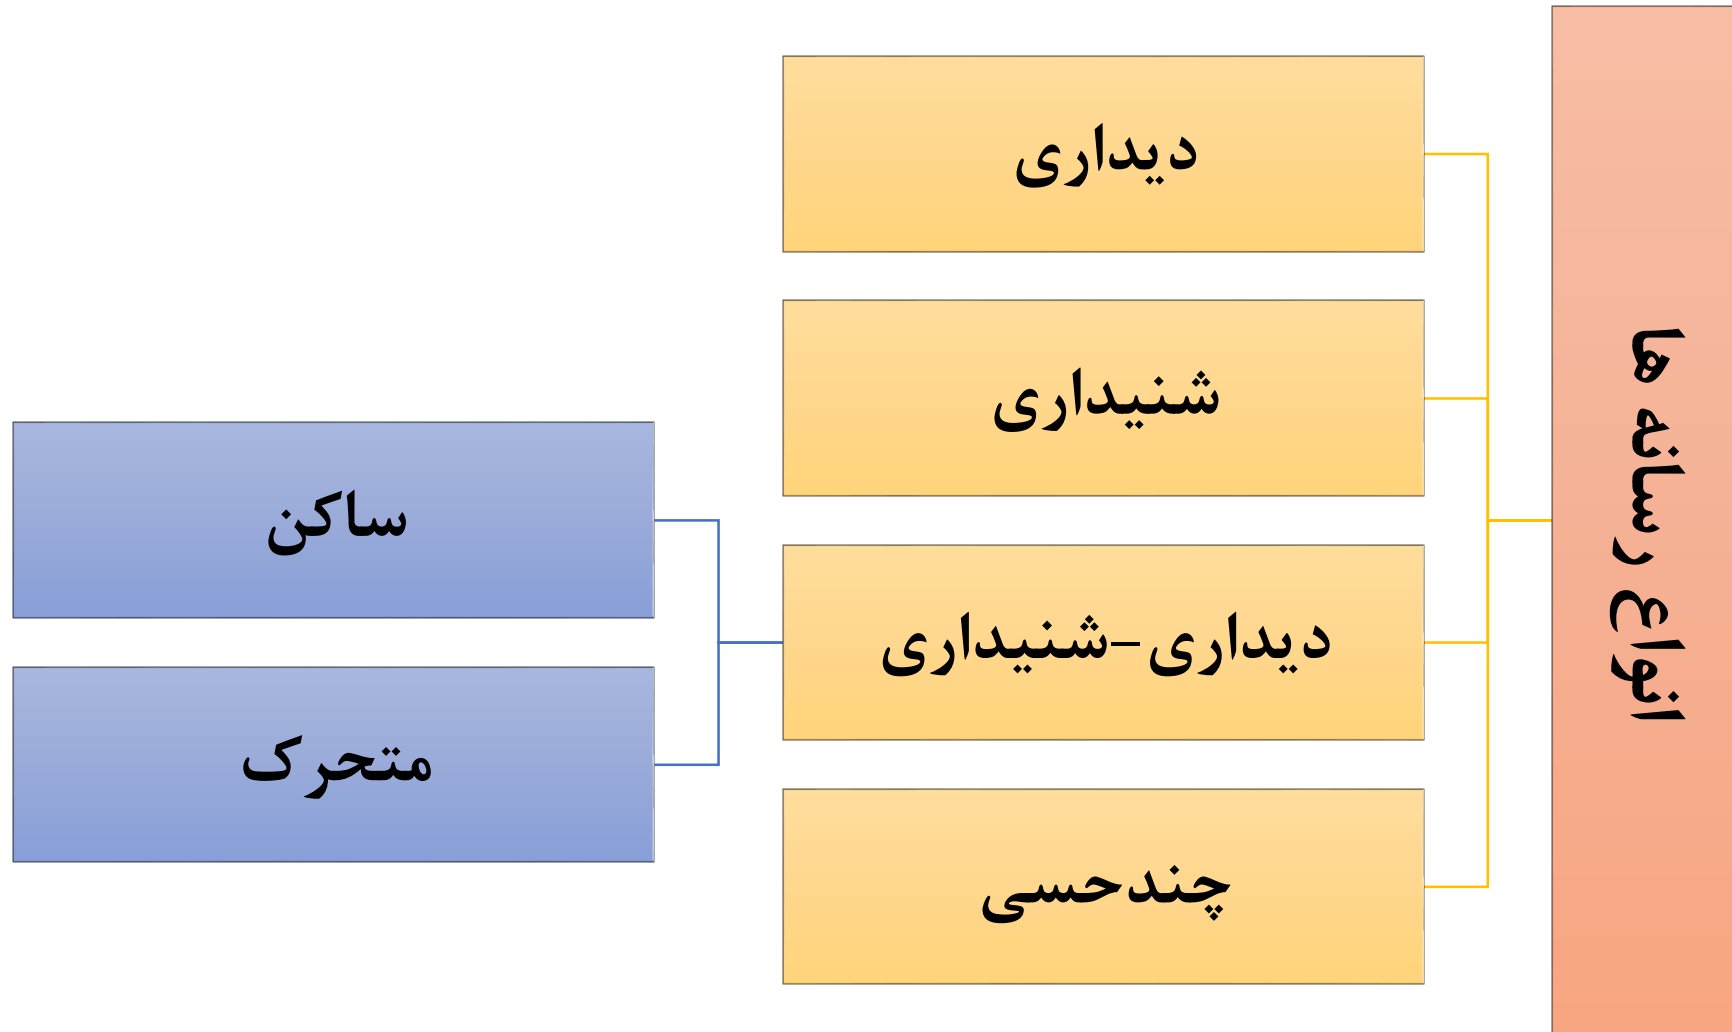 انواع رسانه ها
دیداری
شنیداری
دیداری-شنیداری
ساکن
متحرک
چندحسی